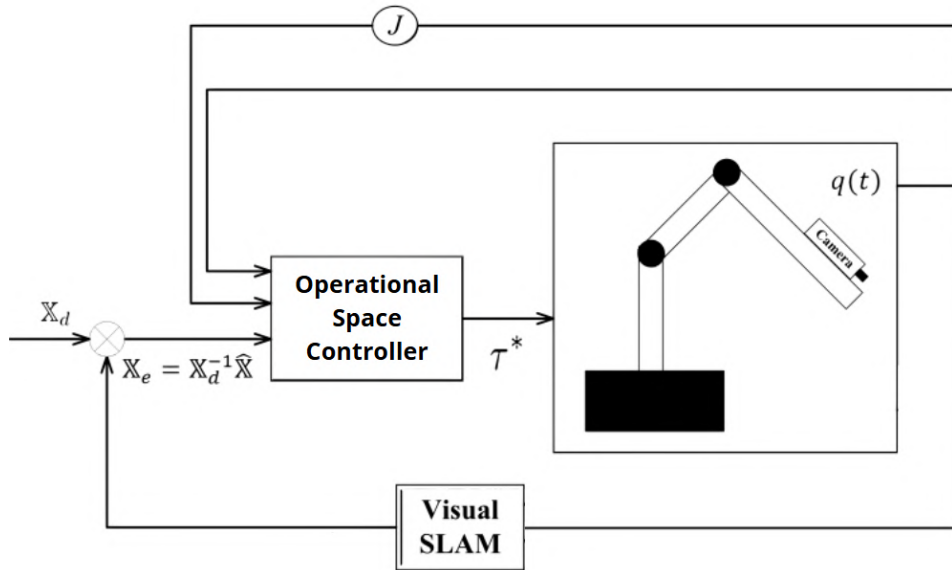 J
q(t)
Camera
Operational
Space
Controller
𝕏_d
𝕏_e = 𝕏_d^{-1} 𝕏̂
τ*
Visual
SLAM